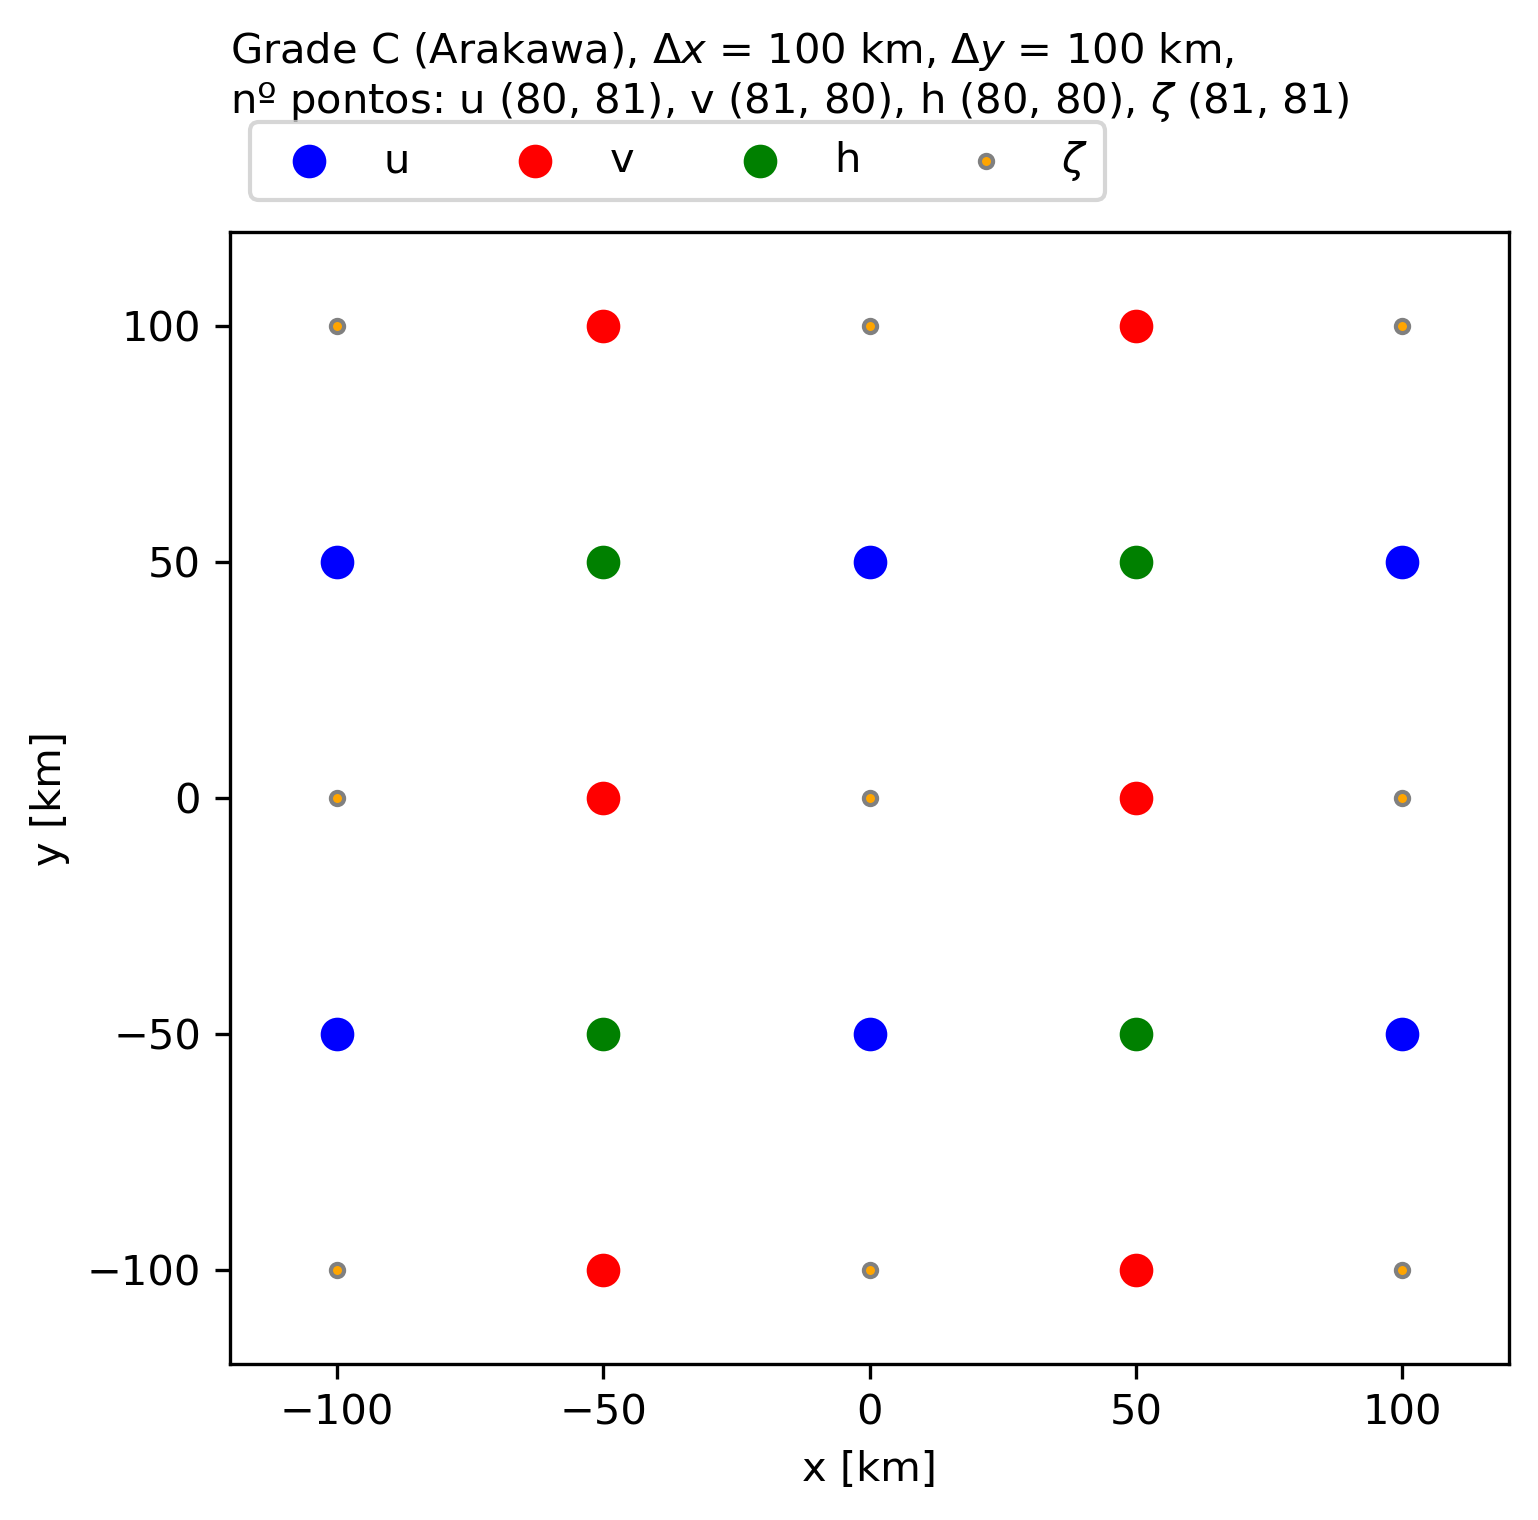 Grade C (Arakawa), Δx = 100 km, Δy = 100 km,
nº pontos: u (80, 81), v (81, 80), h (80, 80), ζ (81, 81)
u v h ζ
100
50
0
−50
−100
y [km]
−100 −50 0 50 100
x [km]